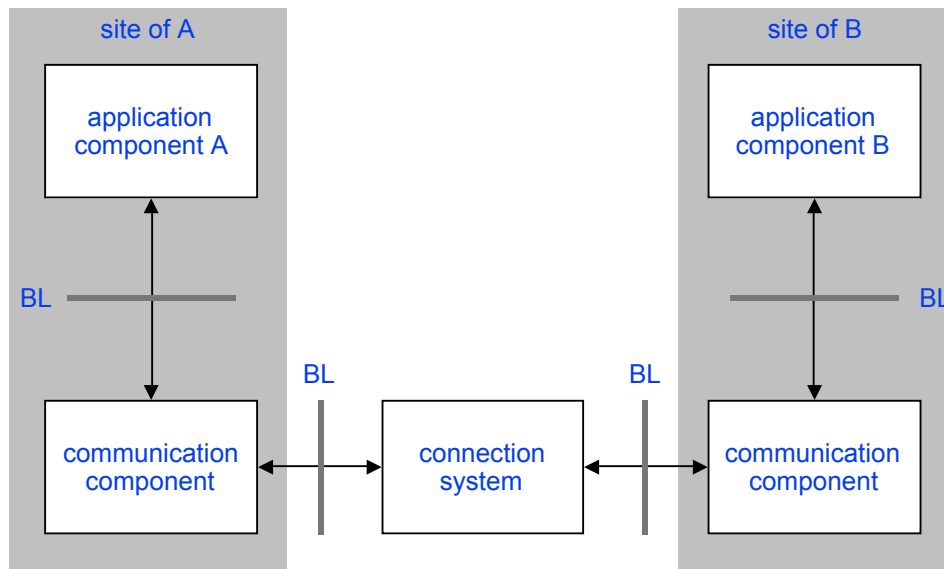 site of A
site of B
application
component A
application
component B
BL
BL
BL
BL
communication
component
connection
system
communication
component